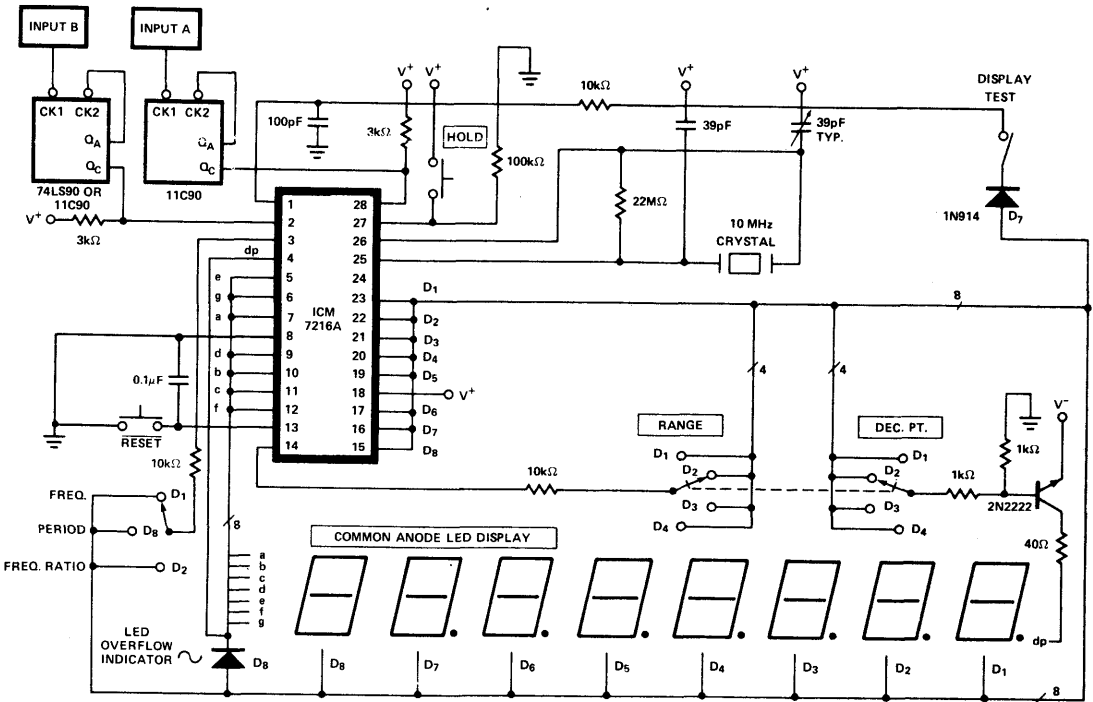 INPUT B
INPUT A
CK1 CK2
QA
QC
74LS90 OR
11C90
CK1 CK2
QA
QC
11C90
V+
3kΩ
100pF
V+
3kΩ
V+
HOLD
100kΩ
10kΩ
V+
39pF
V+
39pF
TYP.
DISPLAY
TEST
1N914
D7
22MΩ
10 MHz
CRYSTAL
ICM
7216A
1
2
3
4
5
6
7
8
9
10
11
12
13
14
28
27
26
25
24
23
22
21
20
19
18
17
16
15
dp
e
g
a
d
b
c
f
D1
D2
D3
D4
D5
V+
D6
D7
D8
8
4
4
0.1µF
RESET
10kΩ
FREQ.
D1
PERIOD
D8
FREQ. RATIO
D2
8
a
b
c
d
e
f
g
LED
OVERFLOW
INDICATOR
D8
10kΩ
RANGE
D1
D2
D3
D4
DEC. PT.
D1
D2
D3
D4
1kΩ
1kΩ
V-
2N2222
40Ω
COMMON ANODE LED DISPLAY
dp
D8
D7
D6
D5
D4
D3
D2
D1
8